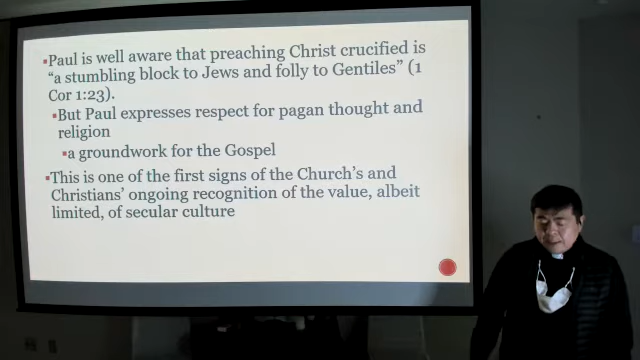 ▪Paul is well aware that preaching Christ crucified is
“a stumbling block to Jews and folly to Gentiles” (1
Cor 1:23).
▪But Paul expresses respect for pagan thought and
religion
▪a groundwork for the Gospel
▪This is one of the first signs of the Church’s and
Christians’ ongoing recognition of the value, albeit
limited, of secular culture